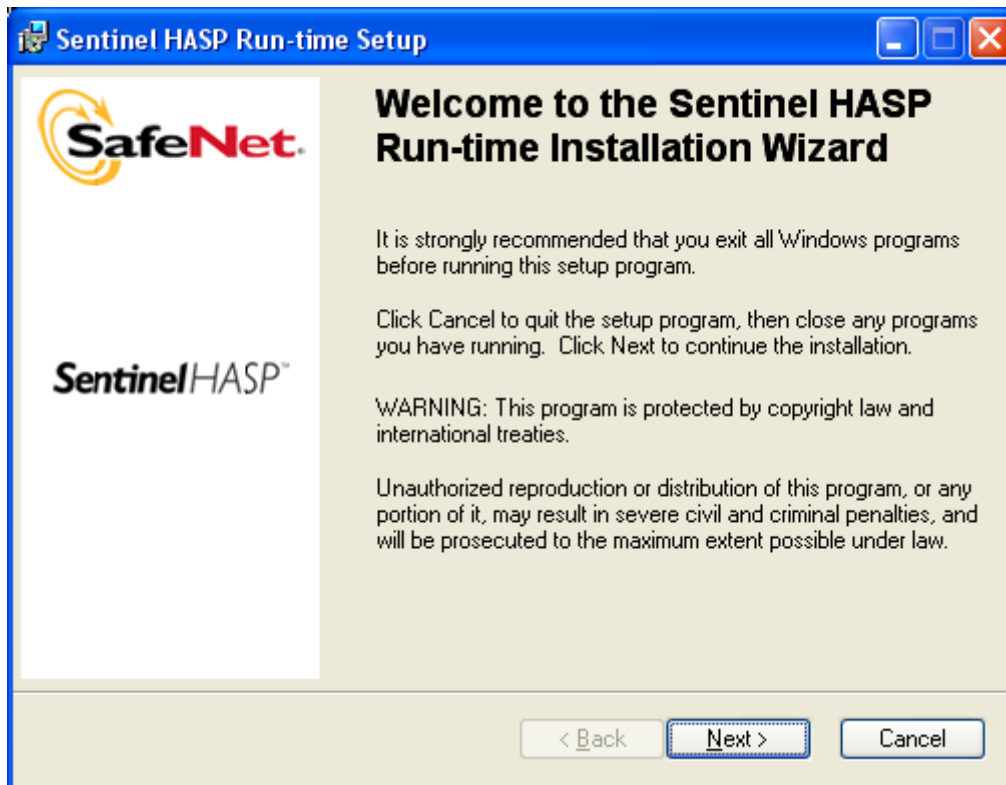 Sentinel HASP Run-time Setup
SafeNet.
Welcome to the Sentinel HASP
Run-time Installation Wizard
It is strongly recommended that you exit all Windows programs
before running this setup program.
Click Cancel to quit the setup program, then close any programs
you have running.  Click Next to continue the installation.
Sentinel HASP™
WARNING: This program is protected by copyright law and
international treaties.
Unauthorized reproduction or distribution of this program, or any
portion of it, may result in severe civil and criminal penalties, and
will be prosecuted to the maximum extent possible under law.
< Back
Next >
Cancel